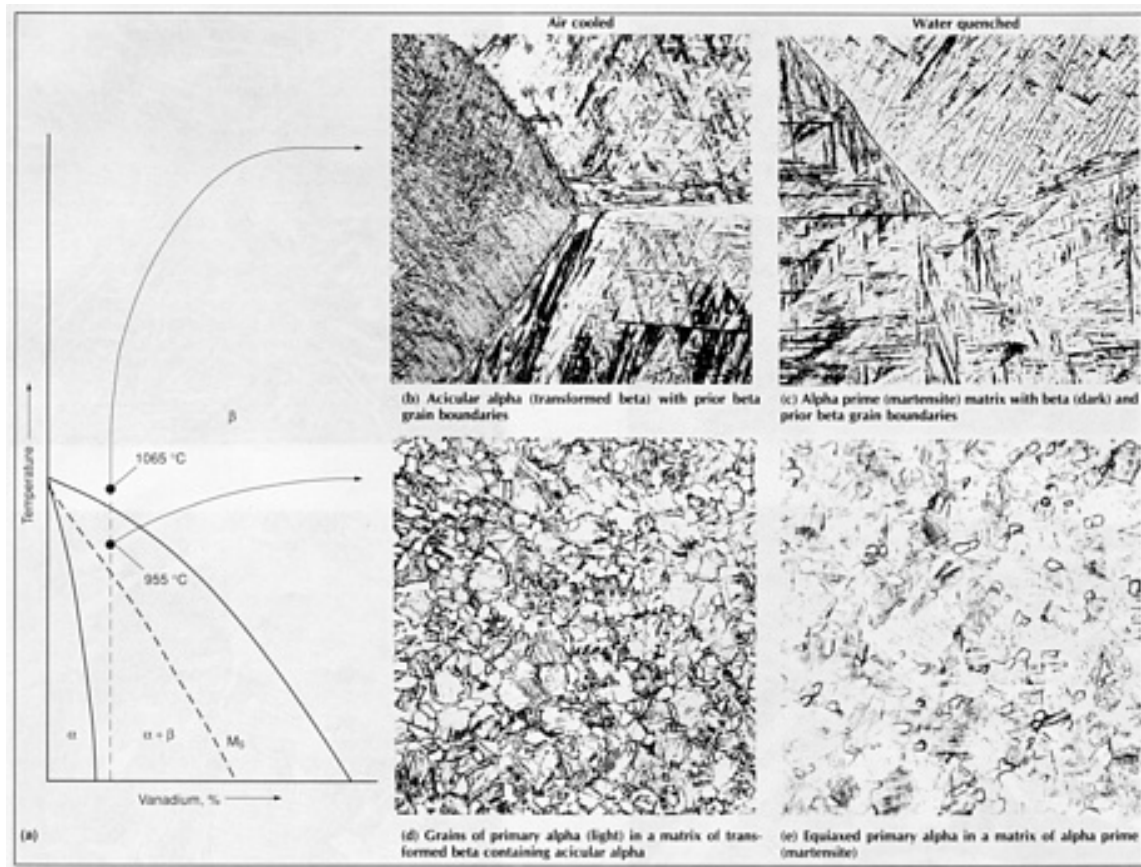 Air cooled
Water quenched
(b) Acicular alpha (transformed beta) with prior beta
grain boundaries
(c) Alpha prime (martensite) matrix with beta (dark) and
prior beta grain boundaries
Temperature
β
1065 °C
955 °C
α
α + β
Ms
Vanadium, %
(a)
(d) Grains of primary alpha (light) in a matrix of trans-
formed beta containing acicular alpha
(e) Equiaxed primary alpha in a matrix of alpha prime
(martensite)